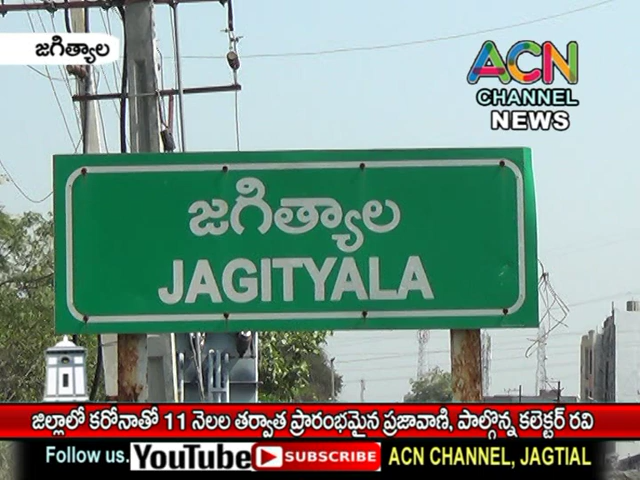 జగిత్యాల
ACN
CHANNEL
NEWS
జగిత్యాల
JAGITYALA
జిల్లాలో కరోనాతో 11 నెలల తర్వాత ప్రారంభమైన ప్రజావాణి, పాల్గొన్న కలెక్టర్ రవి
Follow us. YouTube SUBSCRIBE ACN CHANNEL, JAGTIAL